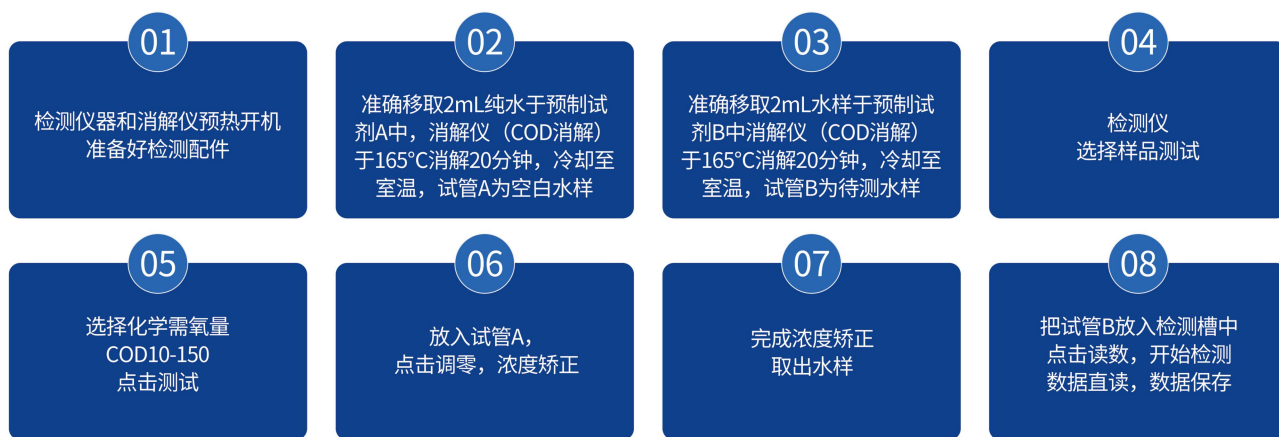 01
检测仪器和消解仪预热开机
准备好检测配件
02
准确移取2mL纯水于预制试
剂A中，消解仪（COD消解）
于165°C消解20分钟，冷却至
室温，试管A为空白水样
03
准确移取2mL水样于预制试
剂B中消解仪（COD消解）
于165°C消解20分钟，冷却至
室温，试管B为待测水样
04
检测仪
选择样品测试
05
选择化学需氧量
COD10-150
点击测试
06
放入试管A，
点击调零，浓度矫正
07
完成浓度矫正
取出水样
08
把试管B放入检测槽中
点击读数，开始检测
数据直读，数据保存